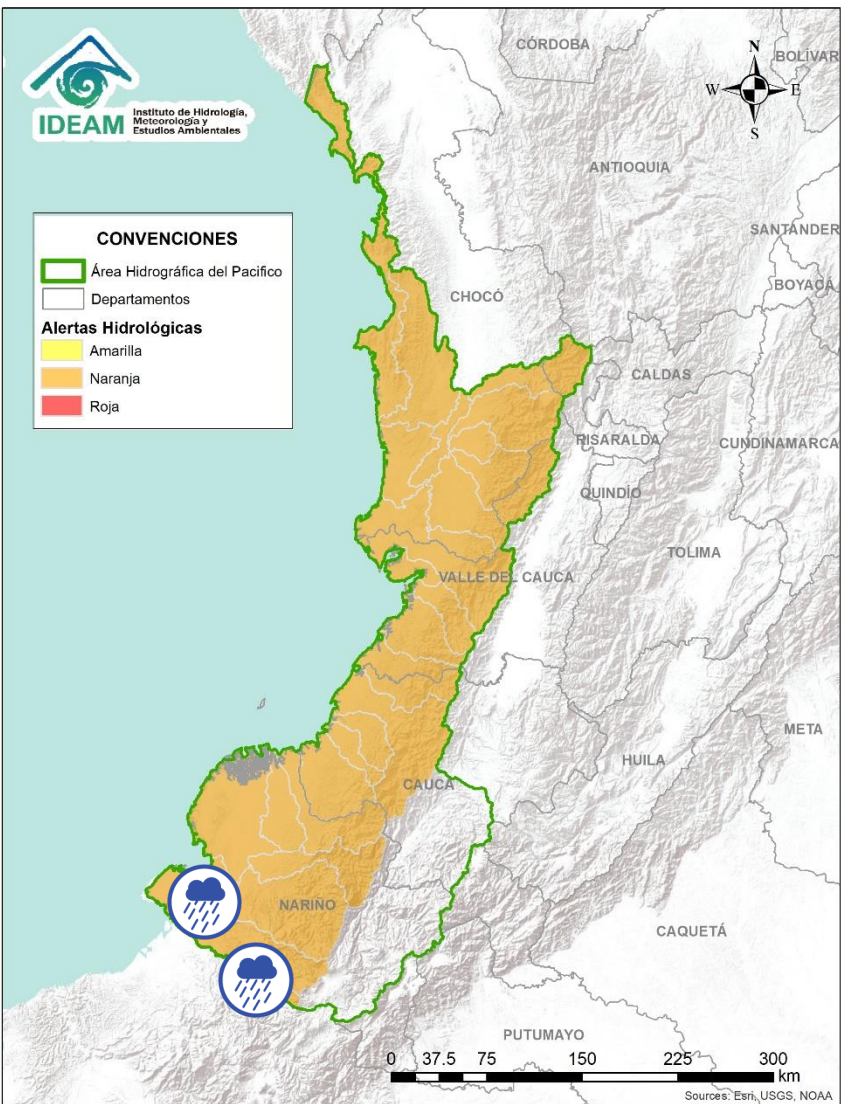 IDEAM
Instituto de Hidrología,
Meteorología y
Estudios Ambientales
CÓRDOBA
BOLÍVAR
N
W
E
S
ANTIOQUIA
SANTANDER
BOYACÁ
CONVENCIONES
Área Hidrográfica del Pacifico
Departamentos
Alertas Hidrológicas
Amarilla
Naranja
Roja
CHOCÓ
CALDAS
RISARALDA
CUNDINAMARCA
QUINDÍO
TOLIMA
VALLE DEL CAUCA
META
HUILA
CAUCA
NARIÑO
CAQUETÁ
PUTUMAYO
0 37.5 75 150 225 300
km
Sources: Esri, USGS, NOAA